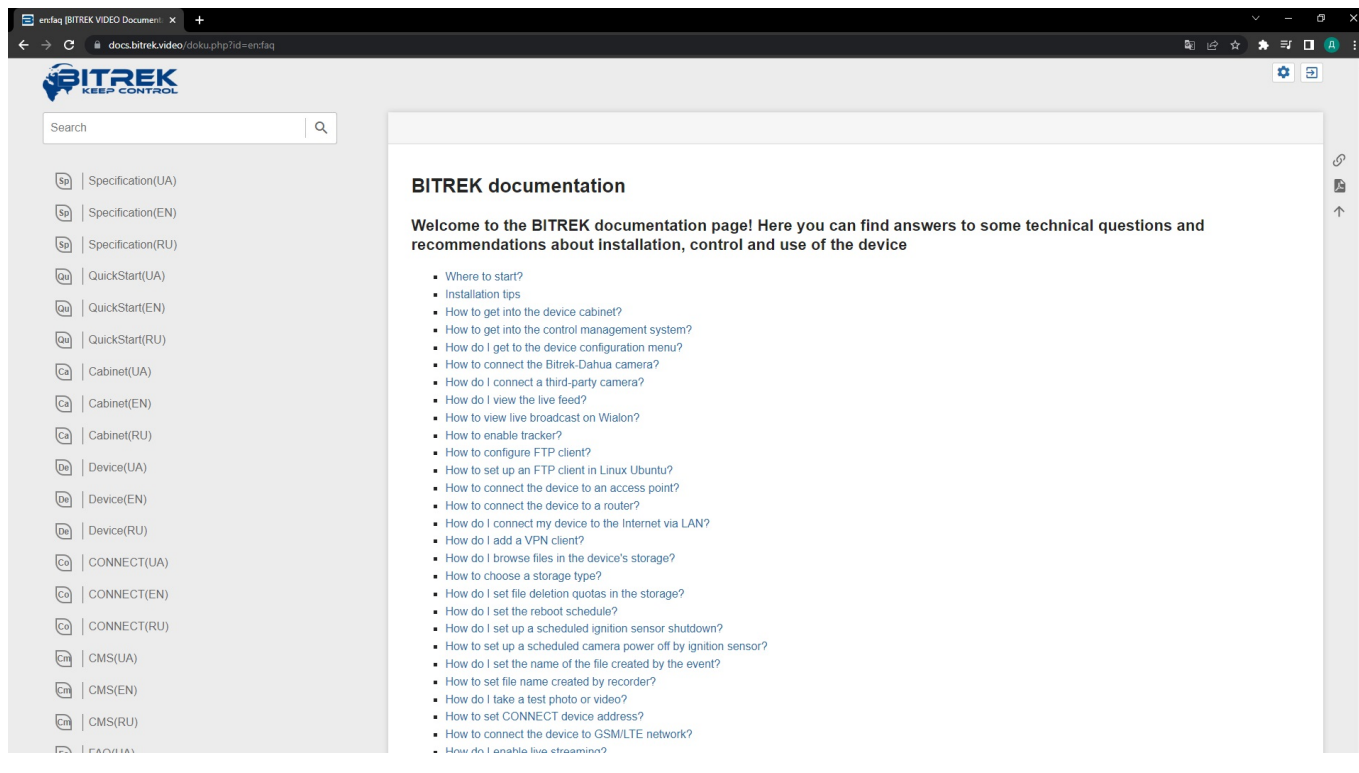 en:faq [BITREK VIDEO Document
docs.bitrek.video/doku.php?id=en:faq
Д
BITREK
KEEP CONTROL
Search
Sp Specification(UA)
Sp Specification(EN)
Sp Specification(RU)
Qu QuickStart(UA)
Qu QuickStart(EN)
Qu QuickStart(RU)
Ca Cabinet(UA)
Ca Cabinet(EN)
Ca Cabinet(RU)
De Device(UA)
De Device(EN)
De Device(RU)
Co CONNECT(UA)
Co CONNECT(EN)
Co CONNECT(RU)
Cm CMS(UA)
Cm CMS(EN)
Cm CMS(RU)
FAQ(UA)
BITREK documentation
Welcome to the BITREK documentation page! Here you can find answers to some technical questions and
recommendations about installation, control and use of the device
Where to start?
Installation tips
How to get into the device cabinet?
How to get into the control management system?
How do I get to the device configuration menu?
How to connect the Bitrek-Dahua camera?
How do I connect a third-party camera?
How do I view the live feed?
How to view live broadcast on Wialon?
How to enable tracker?
How to configure FTP client?
How to set up an FTP client in Linux Ubuntu?
How to connect the device to an access point?
How to connect the device to a router?
How do I connect my device to the Internet via LAN?
How do I add a VPN client?
How do I browse files in the device's storage?
How to choose a storage type?
How do I set file deletion quotas in the storage?
How do I set the reboot schedule?
How do I set up a scheduled ignition sensor shutdown?
How to set up a scheduled camera power off by ignition sensor?
How do I set the name of the file created by the event?
How to set file name created by recorder?
How do I take a test photo or video?
How to set CONNECT device address?
How to connect the device to GSM/LTE network?
How do I enable live streaming?